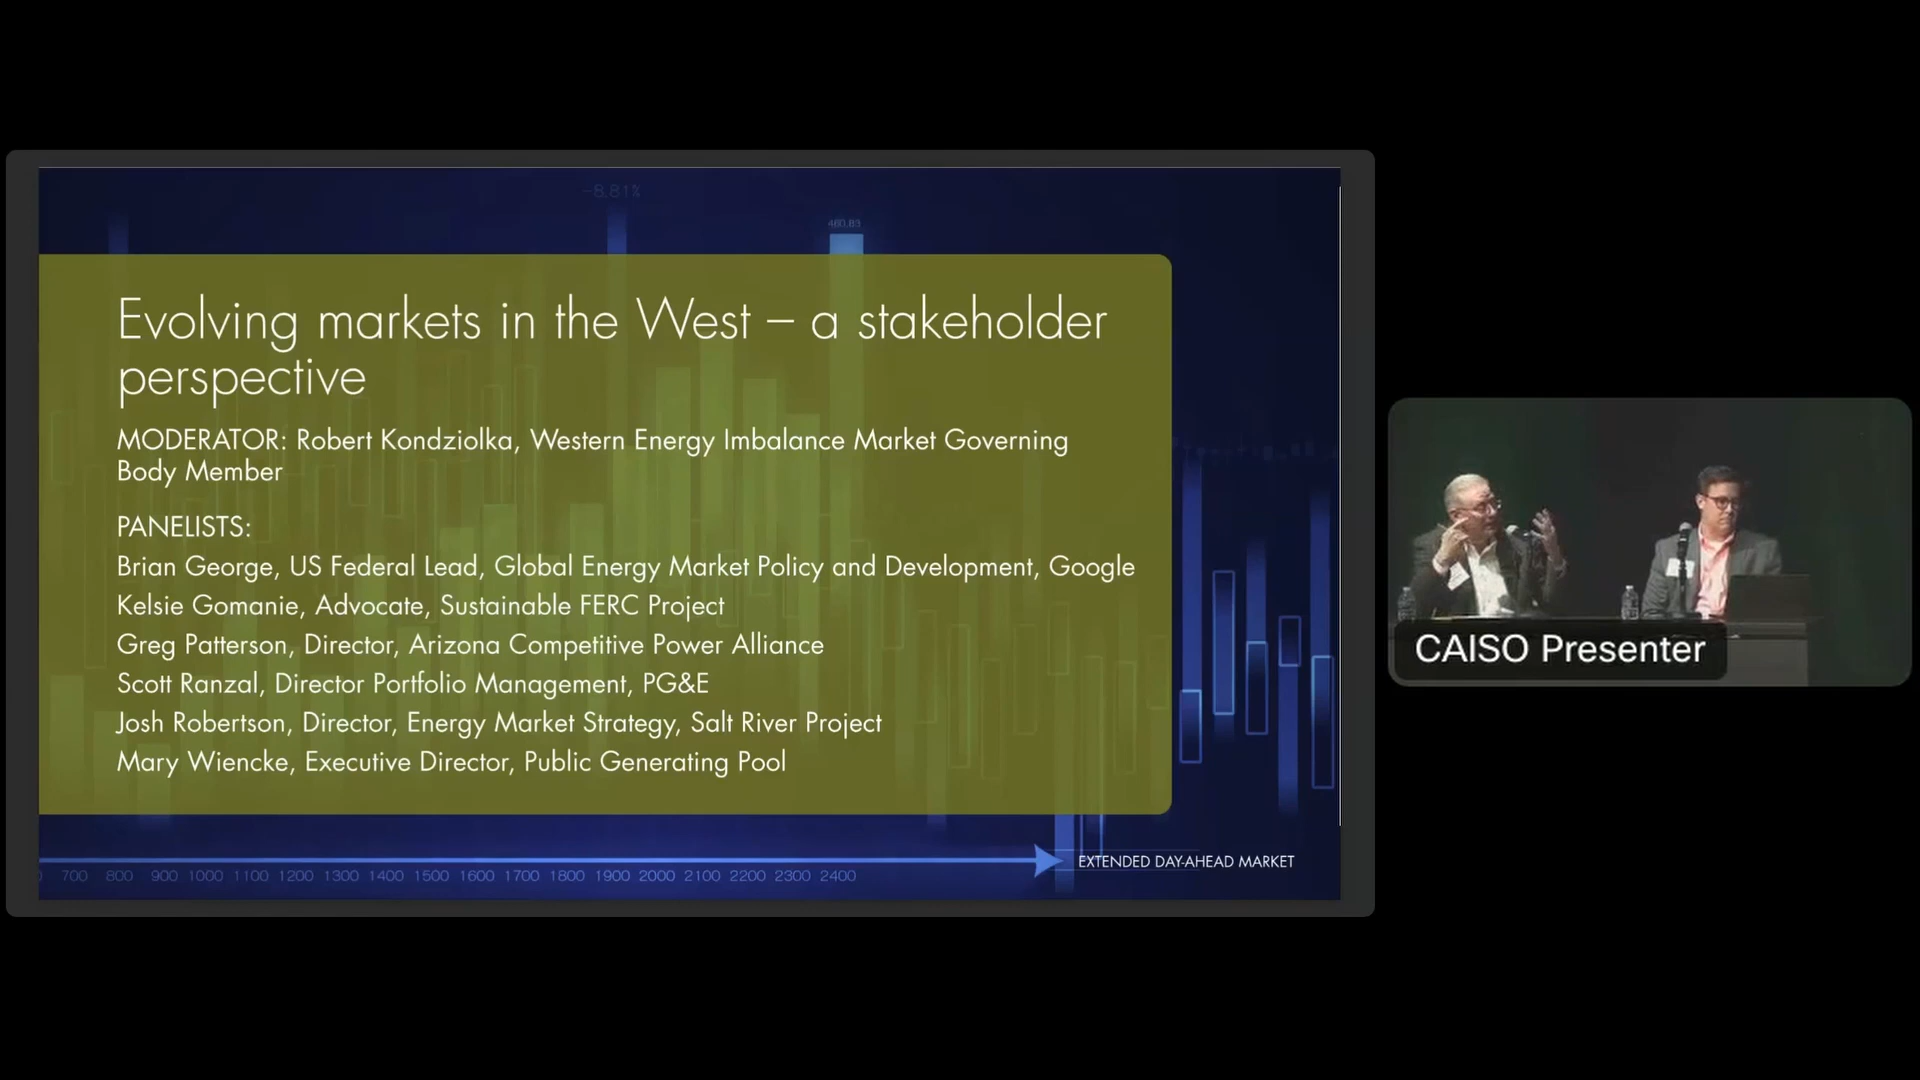 -8.81%
460.83
Evolving markets in the West – a stakeholder
perspective
MODERATOR: Robert Kondziolka, Western Energy Imbalance Market Governing
Body Member
PANELISTS:
Brian George, US Federal Lead, Global Energy Market Policy and Development, Google
Kelsie Gomanie, Advocate, Sustainable FERC Project
Greg Patterson, Director, Arizona Competitive Power Alliance
Scott Ranzal, Director Portfolio Management, PG&E
Josh Robertson, Director, Energy Market Strategy, Salt River Project
Mary Wiencke, Executive Director, Public Generating Pool
EXTENDED DAY-AHEAD MARKET
700 800 900 1000 1100 1200 1300 1400 1500 1600 1700 1800 1900 2000 2100 2200 2300 2400
CAISO Presenter